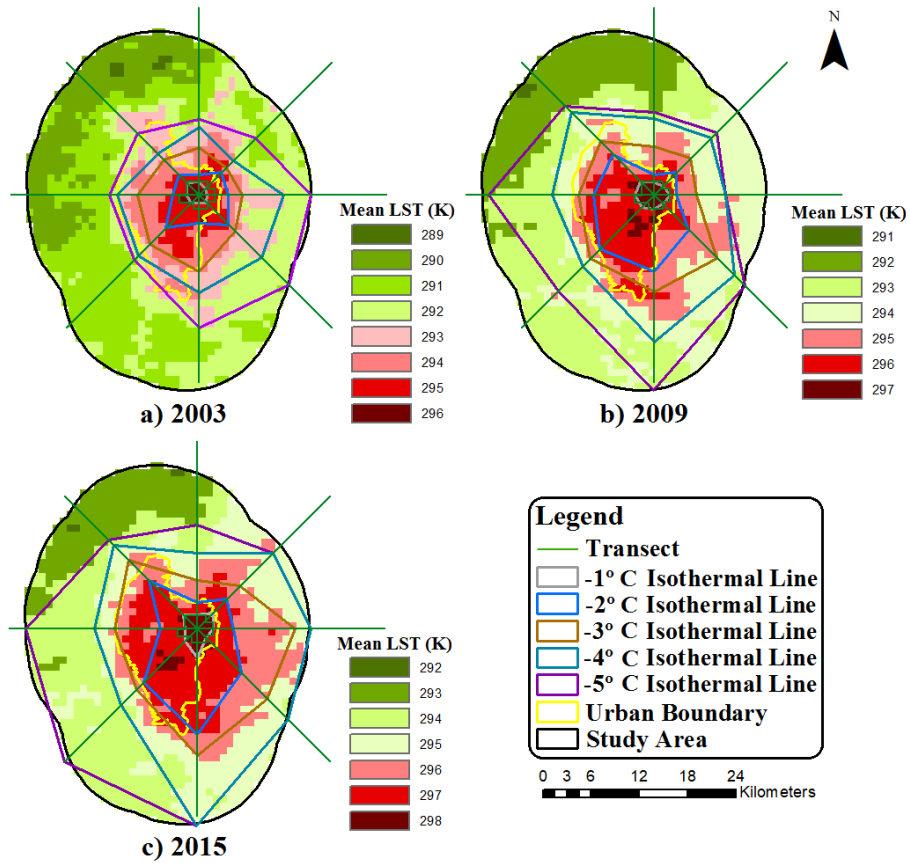 N
Mean LST (K)
289
290
291
292
293
294
295
296
a) 2003
Mean LST (K)
291
292
293
294
295
296
297
b) 2009
Mean LST (K)
292
293
294
295
296
297
298
c) 2015
Legend
Transect
-1° C Isothermal Line
-2° C Isothermal Line
-3° C Isothermal Line
-4° C Isothermal Line
-5° C Isothermal Line
Urban Boundary
Study Area
0 3 6 12 18 24
Kilometers